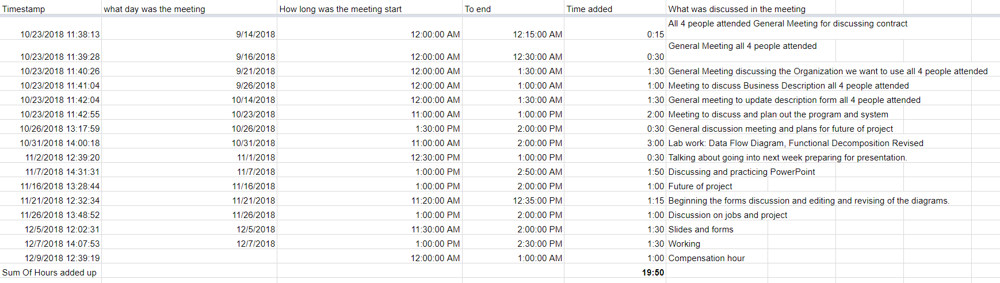 Timestamp what day was the meeting How long was the meeting start To end Time added What was discussed in the meeting
10/23/2018 11:38:13 9/14/2018 12:00:00 AM 12:15:00 AM 0:15 All 4 people attended General Meeting for discussing contract
10/23/2018 11:39:28 9/16/2018 12:00:00 AM 12:30:00 AM 0:30 General Meeting all 4 people attended
10/23/2018 11:40:26 9/21/2018 12:00:00 AM 1:30:00 AM 1:30 General Meeting discussing the Organization we want to use all 4 people attended
10/23/2018 11:41:04 9/26/2018 12:00:00 AM 1:00:00 AM 1:00 Meeting to discuss Business Description all 4 people attended
10/23/2018 11:42:04 10/14/2018 12:00:00 AM 1:30:00 AM 1:30 General meeting to update description form all 4 people attended
10/23/2018 11:42:55 10/23/2018 11:00:00 AM 1:00:00 PM 2:00 Meeting to discuss and plan out the program and system
10/26/2018 13:17:59 10/26/2018 1:30:00 PM 2:00:00 PM 0:30 General discussion meeting and plans for future of project
10/31/2018 14:00:18 10/31/2018 11:00:00 AM 2:00:00 PM 3:00 Lab work: Data Flow Diagram, Functional Decomposition Revised
11/2/2018 12:39:20 11/1/2018 12:30:00 PM 1:00:00 PM 0:30 Talking about going into next week preparing for presentation.
11/7/2018 14:31:31 11/7/2018 1:00:00 PM 2:50:00 AM 1:50 Discussing and practicing PowerPoint
11/16/2018 13:28:44 11/16/2018 1:00:00 PM 2:00:00 PM 1:00 Future of project
11/21/2018 12:32:34 11/21/2018 11:20:00 AM 12:35:00 PM 1:15 Beginning the forms discussion and editing and revising of the diagrams.
11/26/2018 13:48:52 11/26/2018 1:00:00 PM 2:00:00 PM 1:00 Discussion on jobs and project
12/5/2018 12:02:31 12/5/2018 11:30:00 AM 2:00:00 PM 1:30 Slides and forms
12/7/2018 14:07:53 12/7/2018 1:00:00 PM 2:30:00 PM 1:30 Working
12/9/2018 12:39:19 12:00:00 AM 1:00:00 AM 1:00 Compensation hour
Sum Of Hours added up 19:50